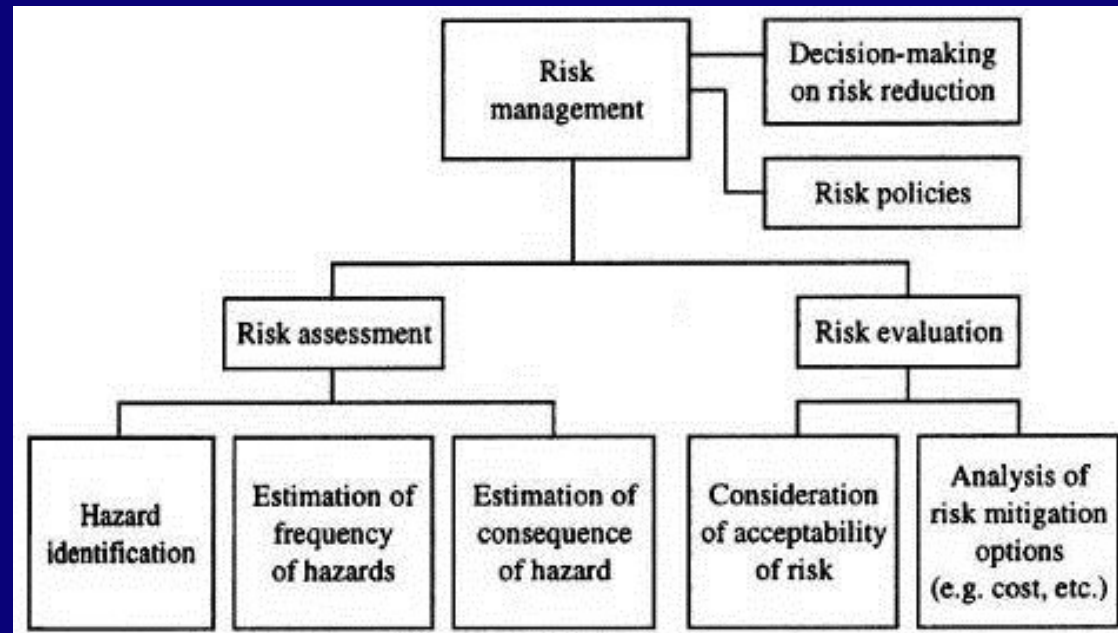 Risk
management
Decision-making
on risk reduction
Risk policies
Risk assessment
Risk evaluation
Hazard
identification
Estimation of
frequency
of hazards
Estimation of
consequence
of hazard
Consideration
of acceptability
of risk
Analysis of
risk mitigation
options
(e.g. cost, etc.)